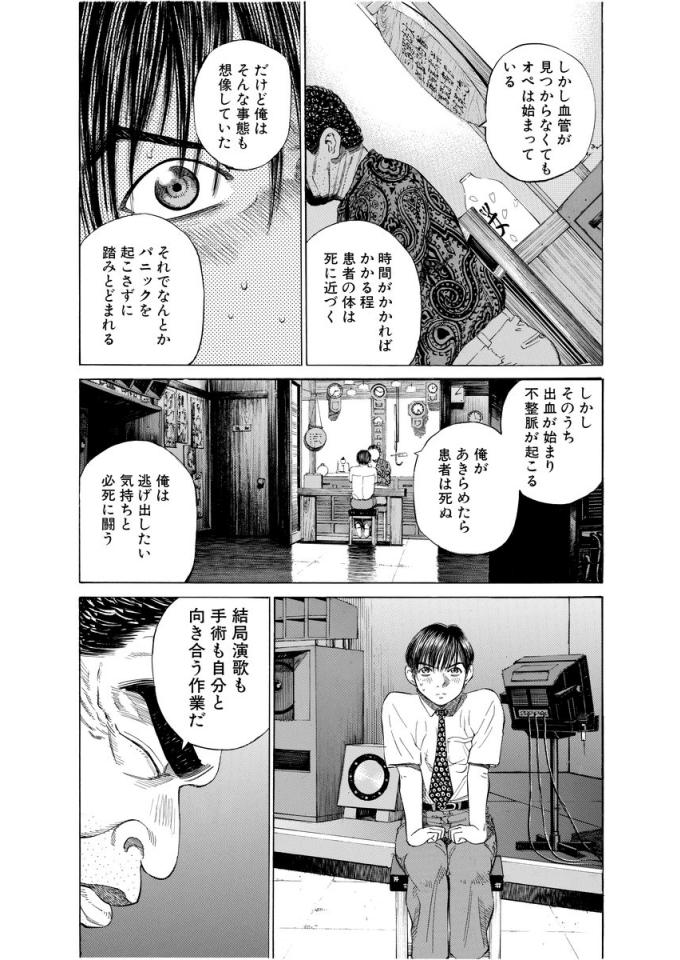 しかし血管が
見つからなくても
オペは始まって
いる
時間がかかれば
かかる程
患者の体は
死に近づく
だけど俺は
そんな事態も
想像していた
それでなんとか
パニックを
起こさずに
踏みとどまれる
しかし
そのうち
出血が始まり
不整脈が起こる
俺が
あきらめたら
患者は死ぬ
俺は
逃げ出したい
気持ちと
必死に闘う
結局演歌も
手術も自分と
向き合う作業だ